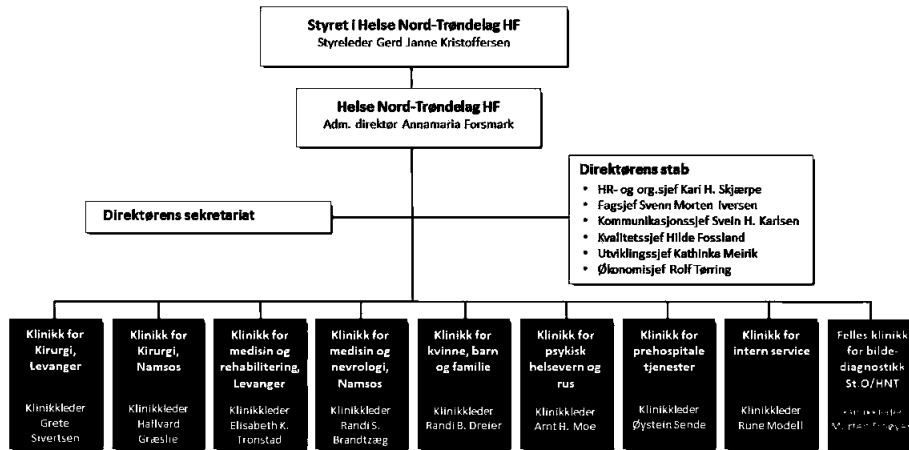 Styret i Helse Nord-Trøndelag HF
Styreleder Gerd Janne Kristoffersen
Helse Nord-Trøndelag HF
Adm. direktør Annamaria Forsmark
Direktørens sekretariat
Direktørens stab
• HR- og org.sjef Kari H. Skjærpe
• Fagsjef Svenn Morten Iversen
• Kommunikasjonssjef Svein H. Karlsen
• Kvalitetssjef Hilde Fossland
• Utviklingssjef Kathinka Meirik
• Økonomisjef Rolf Tørring
Klinikk for
Kirurgi,
Levanger
Klinikkleder
Grete
Sivertsen
Klinikk for
Kirurgi,
Namsos
Klinikkleder
Hallvard
Græslie
Klinikk for
medisin og
rehabilitering,
Levanger
Klinikkleder
Elisabeth K.
Tronstad
Klinikk for
medisin og
nevrologi,
Namsos
Klinikkleder
Randi S.
Brandtzæg
Klinikk for
kvinne, barn
og familie
Klinikkleder
Randi B. Dreier
Klinikk for
psykisk
helsevern og
rus
Klinikkleder
Arnt H. Moe
Klinikk for
prehospitale
tjenester
Klinikkleder
Øystein Sende
Klinikk for
intern service
Klinikkleder
Rune Modell
Felles klinikk
for bilde-
diagnostikk
St.O/HNT
Klinikkleder